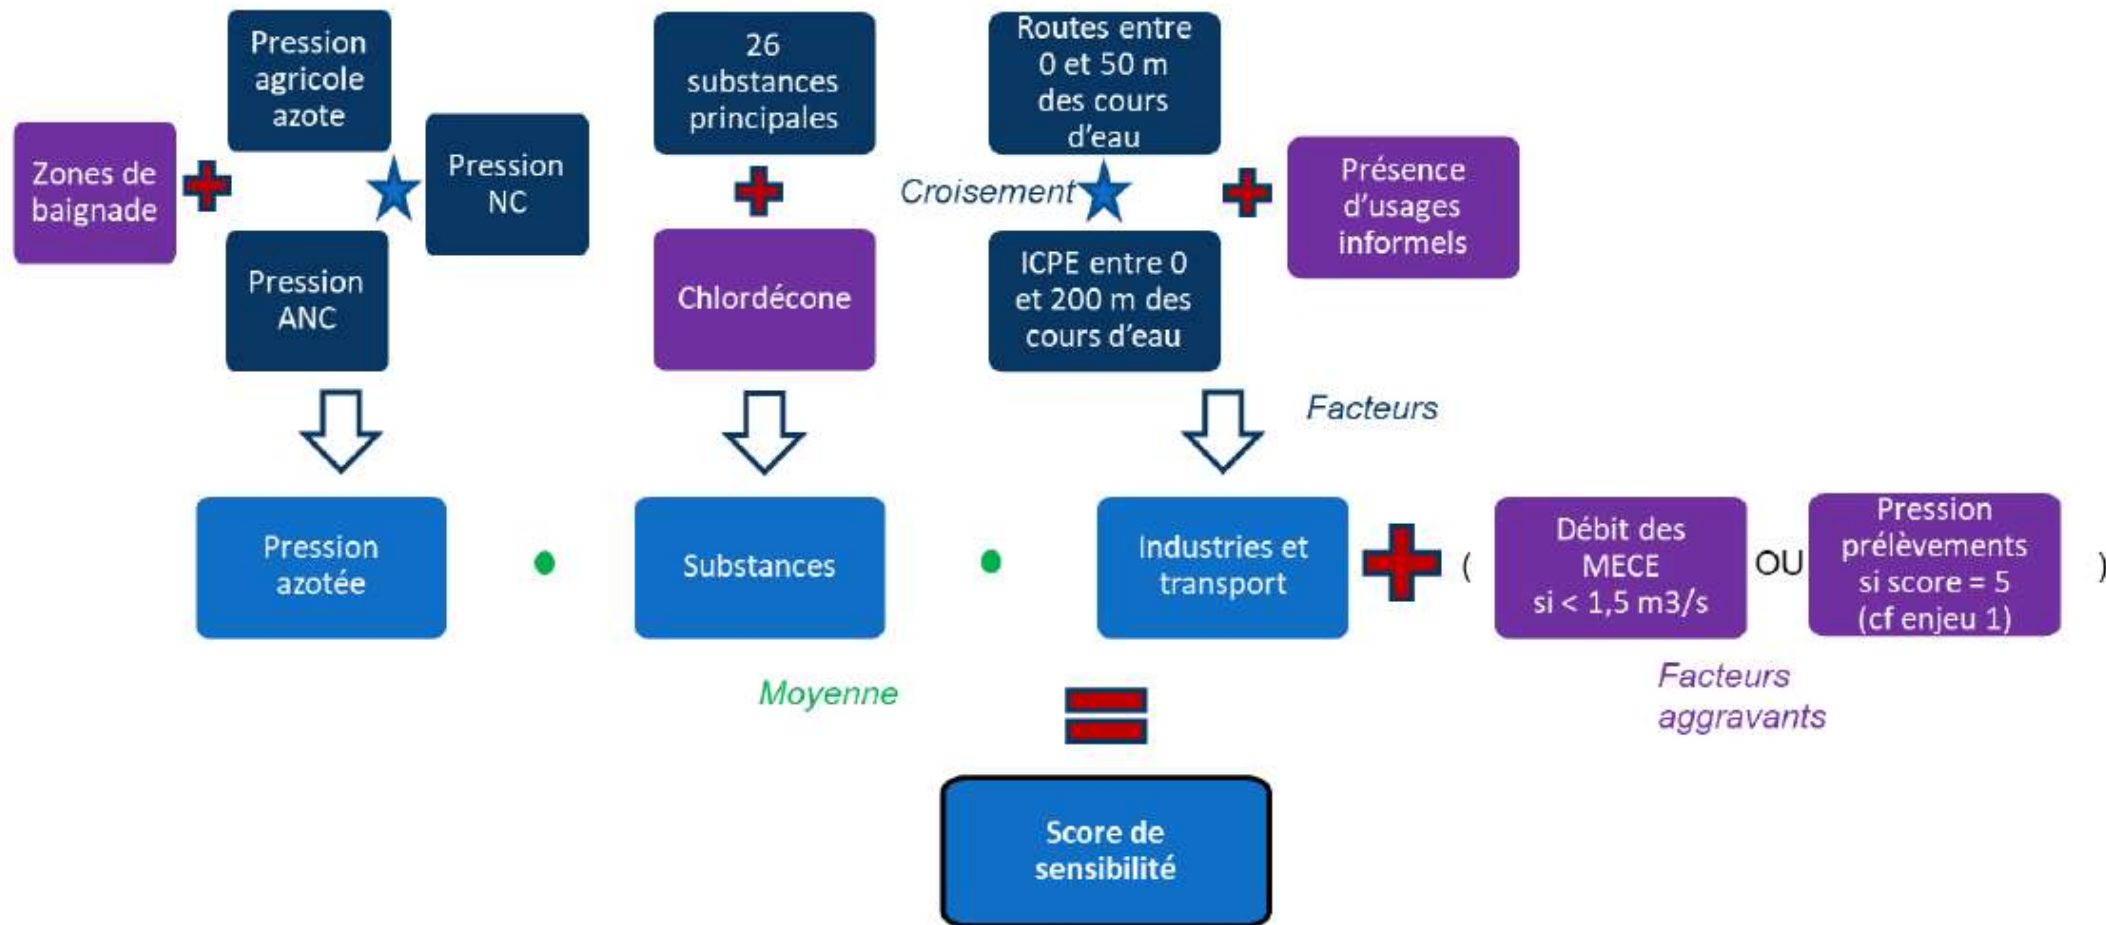 Zones de
baignade
Pression
agricole
azote
Pression
NC
Pression
ANC
26
substances
principales
Chlordécone
Routes entre
0 et 50 m
des cours
d'eau
Croisement
ICPE entre 0
et 200 m des
cours d'eau
Présence
d'usages
informels
Facteurs
Pression
azotée
Substances
Industries et
transport
(
Débit des
MECE
si < 1,5 m3/s
OU
Pression
prélèvements
si score = 5
(cf enjeu 1)
)
Moyenne
Facteurs
aggravants
Score de
sensibilité